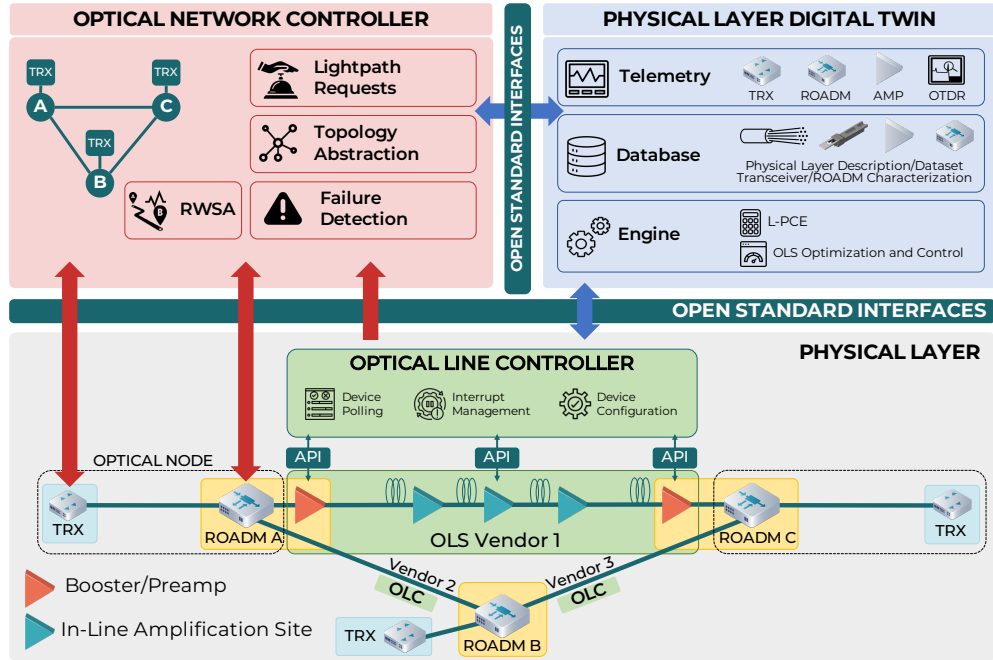 OPTICAL NETWORK CONTROLLER
TRX
TRX
A
C
TRX
B
RWSA
Lightpath
Requests
Topology
Abstraction
Failure
Detection
OPEN STANDARD INTERFACES
PHYSICAL LAYER DIGITAL TWIN
Telemetry
TRX
ROADM
AMP
OTDR
Database
Physical Layer Description/Dataset
Transceiver/ROADM Characterization
Engine
L-PCE
OLS Optimization and Control
OPEN STANDARD INTERFACES
PHYSICAL LAYER
OPTICAL LINE CONTROLLER
Device
Polling
Interrupt
Management
Device
Configuration
API
API
API
OPTICAL NODE
TRX
ROADM A
OLS Vendor 1
ROADM C
TRX
Vendor 2
OLC
Vendor 3
OLC
Booster/Preamp
In-Line Amplification Site
TRX
ROADM B